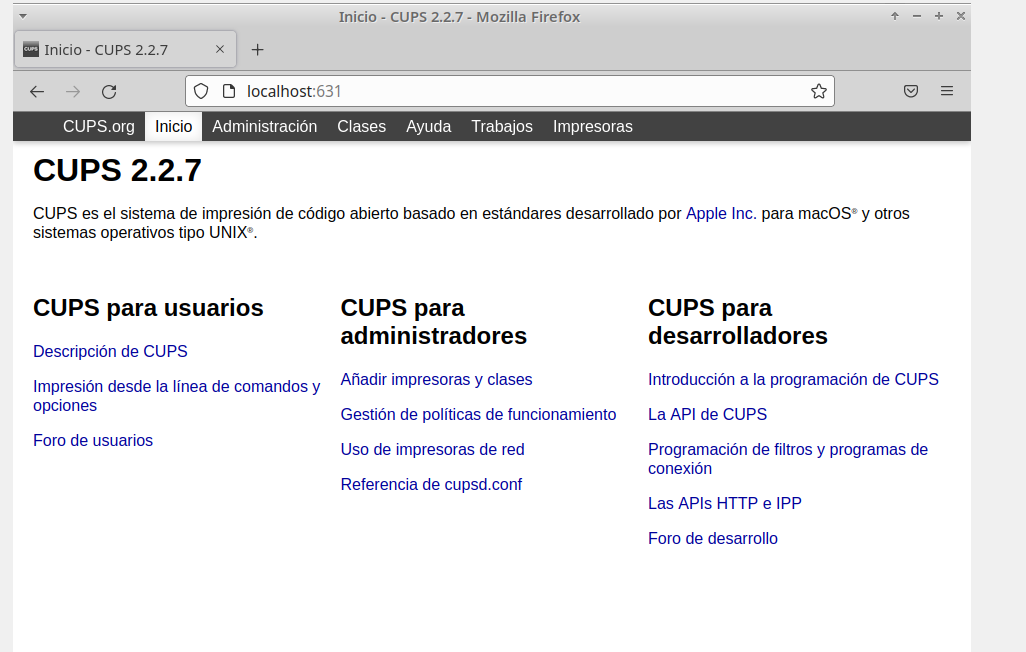 Inicio - CUPS 2.2.7 - Mozilla Firefox
CUPS Inicio - CUPS 2.2.7
localhost:631
CUPS.org Inicio Administración Clases Ayuda Trabajos Impresoras
CUPS 2.2.7
CUPS es el sistema de impresión de código abierto basado en estándares desarrollado por Apple Inc. para macOS® y otros
sistemas operativos tipo UNIX®.
CUPS para usuarios
Descripción de CUPS
Impresión desde la línea de comandos y
opciones
Foro de usuarios
CUPS para
administradores
Añadir impresoras y clases
Gestión de políticas de funcionamiento
Uso de impresoras de red
Referencia de cupsd.conf
CUPS para
desarrolladores
Introducción a la programación de CUPS
La API de CUPS
Programación de filtros y programas de
conexión
Las APIs HTTP e IPP
Foro de desarrollo